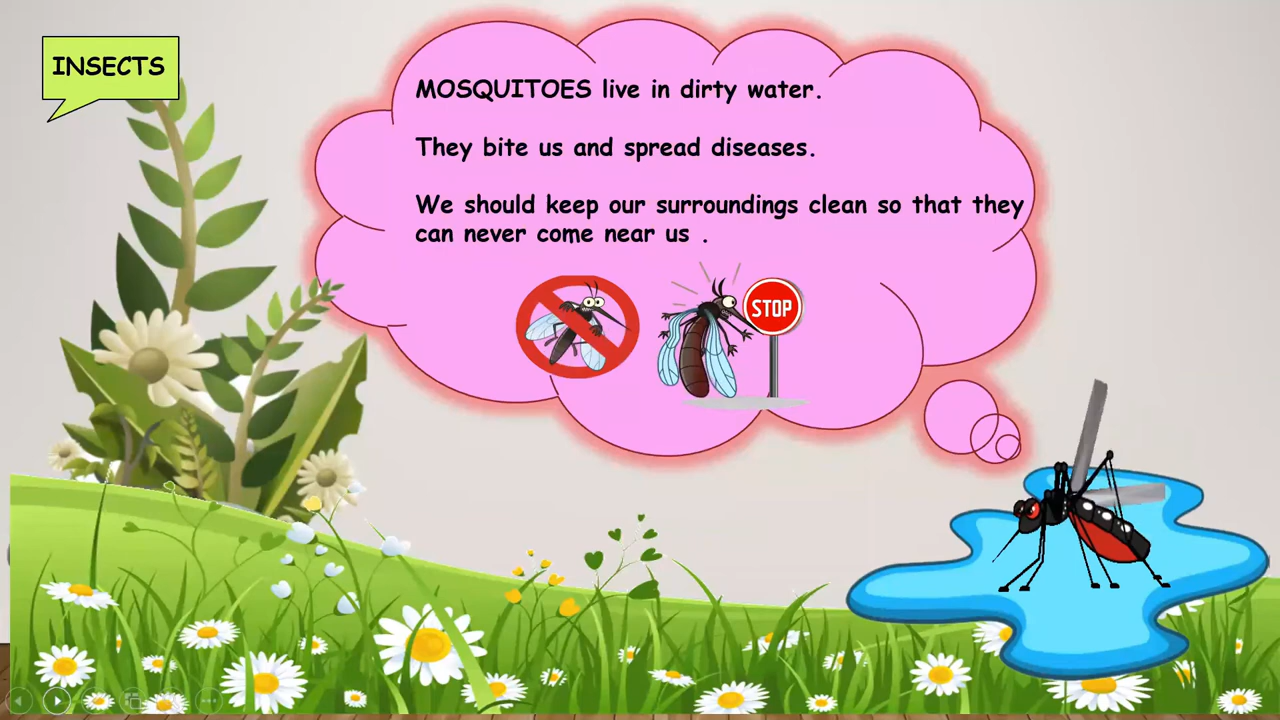 INSECTS
MOSQUITOES live in dirty water.
They bite us and spread diseases.
We should keep our surroundings clean so that they
can never come near us .
STOP